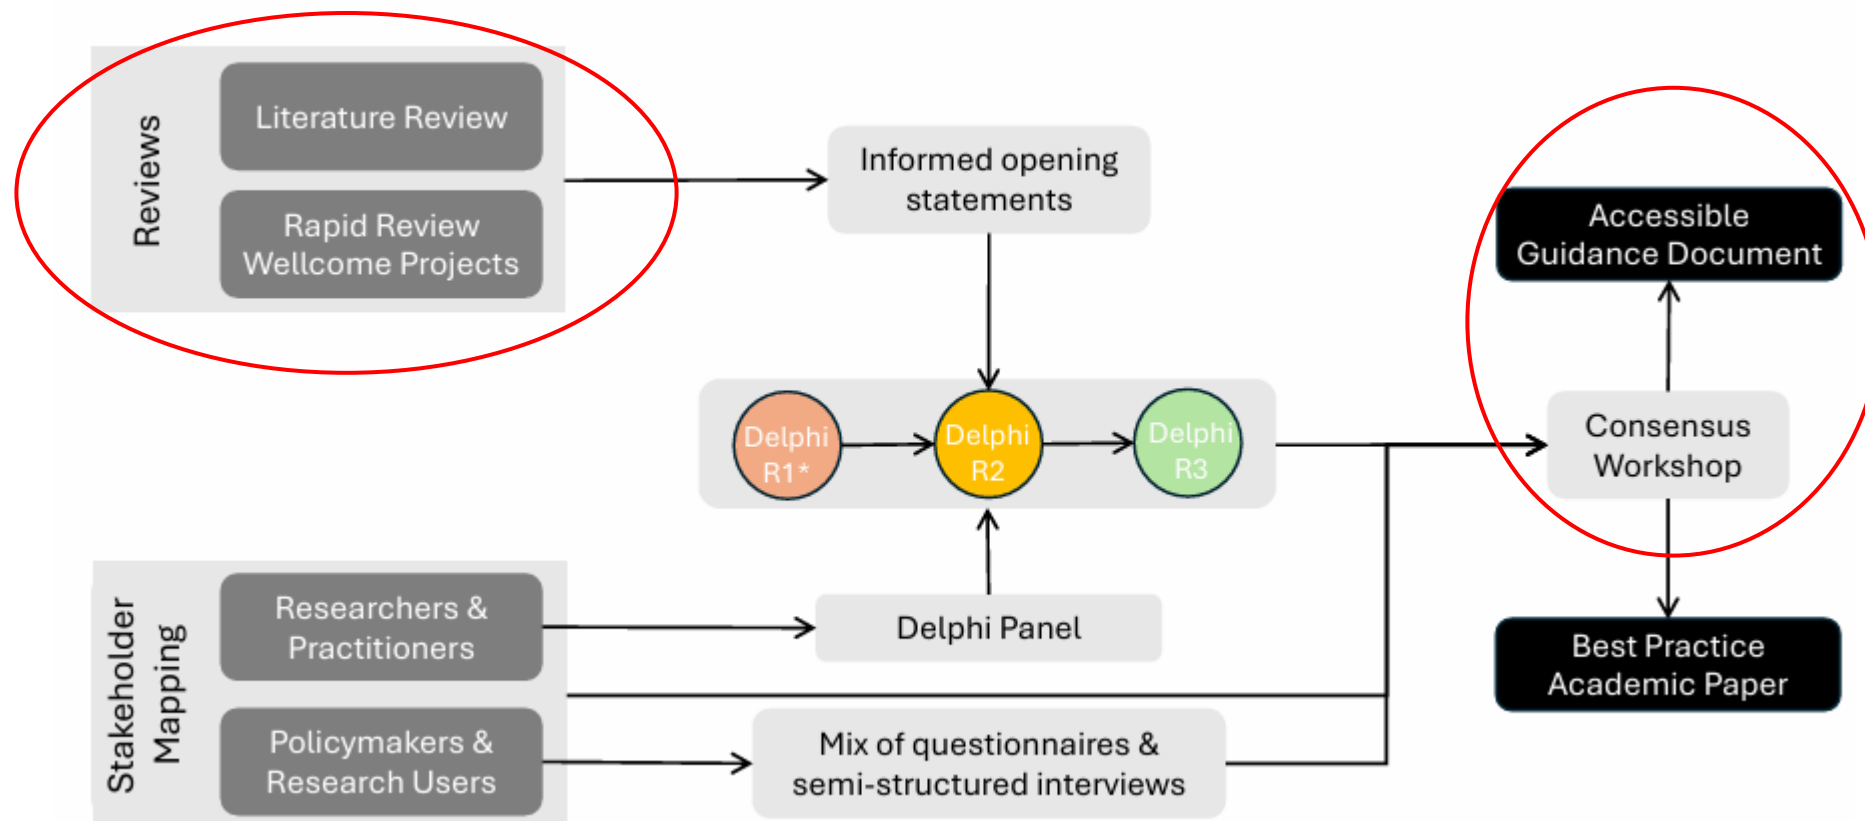 Reviews
Literature Review
Rapid Review
Wellcome Projects
Informed opening
statements
Accessible
Guidance Document
Delphi
R1*
Delphi
R2
Delphi
R3
Consensus
Workshop
Stakeholder
Mapping
Researchers &
Practitioners
Delphi Panel
Best Practice
Academic Paper
Policymakers &
Research Users
Mix of questionnaires &
semi-structured interviews